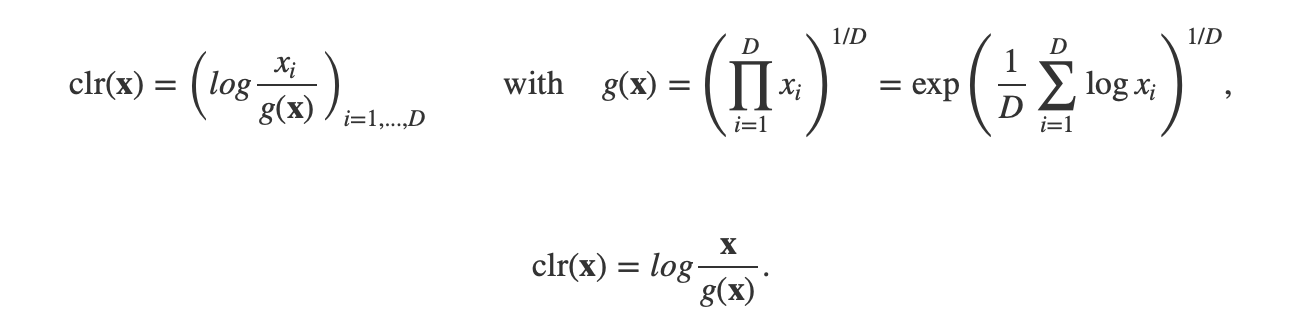 clr(𝐱) = (log x_i / g(𝐱))_{i=1,...,D} with g(𝐱) = (∏_{i=1}^{D} x_i)^{1/D} = exp (1/D ∑_{i=1}^{D} log x_i)^{1/D},
clr(𝐱) = log 𝐱 / g(𝐱).